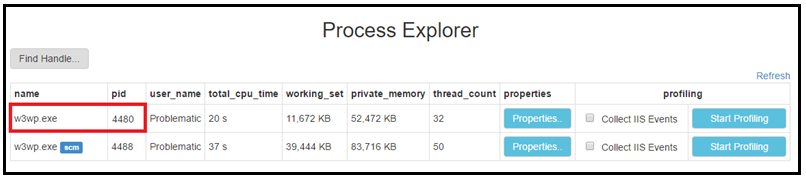 Process Explorer
Find Handle...
Refresh
name pid user_name total_cpu_time working_set private_memory thread_count properties profiling
w3wp.exe 4480 Problematic 20 s 11,672 KB 52,472 KB 32 Properties.. Collect IIS Events Start Profiling
w3wp.exe scm 4488 Problematic 37 s 39,444 KB 83,716 KB 50 Properties.. Collect IIS Events Start Profiling